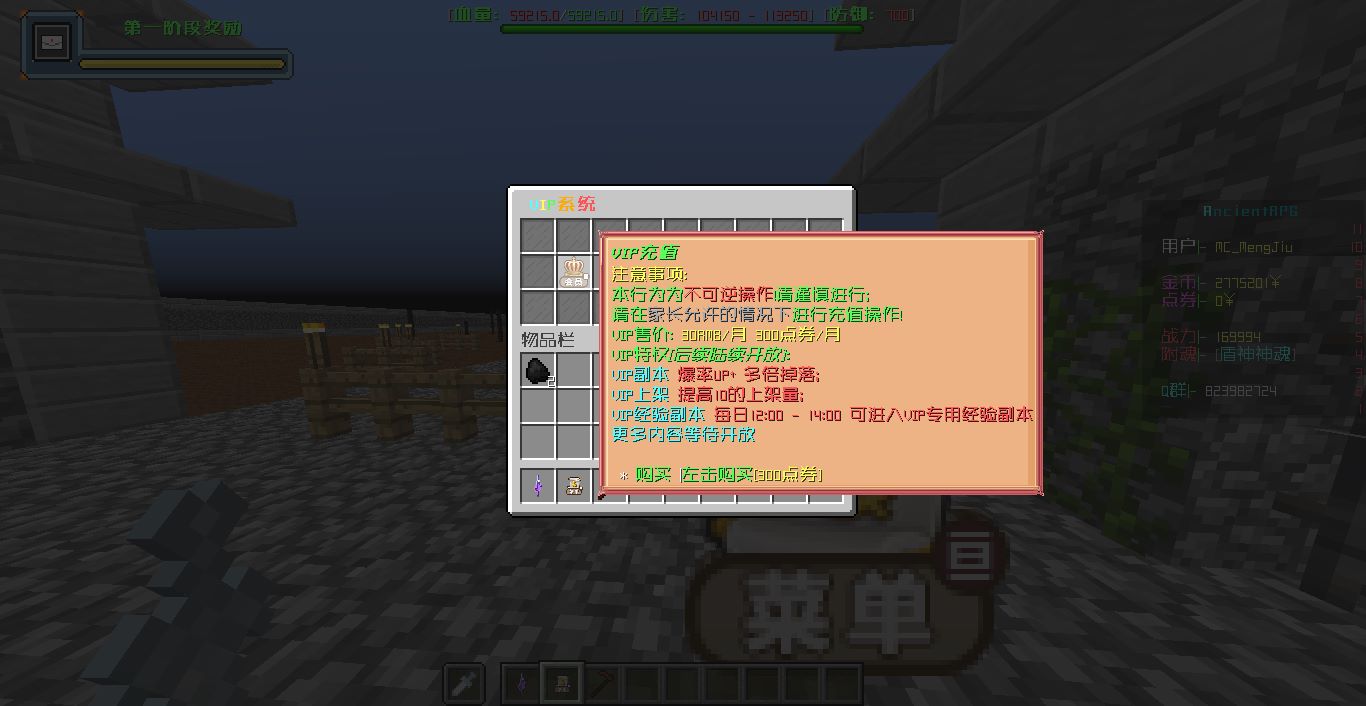 [血量: 59215.0/59215.0] [伤害: 104150 - 113250] [防御: 700]
第一阶段奖励
VIP系统
会员
VIP充值
注意事项:
本行为为不可逆操作!请谨慎进行;
请在家长允许的情况下进行充值操作!
VIP售价: 30RMB/月 300点券/月
VIP特权(后续陆续开放):
VIP副本 爆率UP+ 多倍掉落;
VIP上架 提高10的上架量;
VIP经验副本 每日12:00 - 14:00 可进入VIP专用经验副本
更多内容等待开放
* 购买 |左击购买[300点券]
物品栏
2
AncientRPG
用户|- MC_MengJiu
金币|- 2775201¥
点券|- 0¥
战力|- 169994
附魂|- [盾神神魂]
Q群|- 823982724
菜单